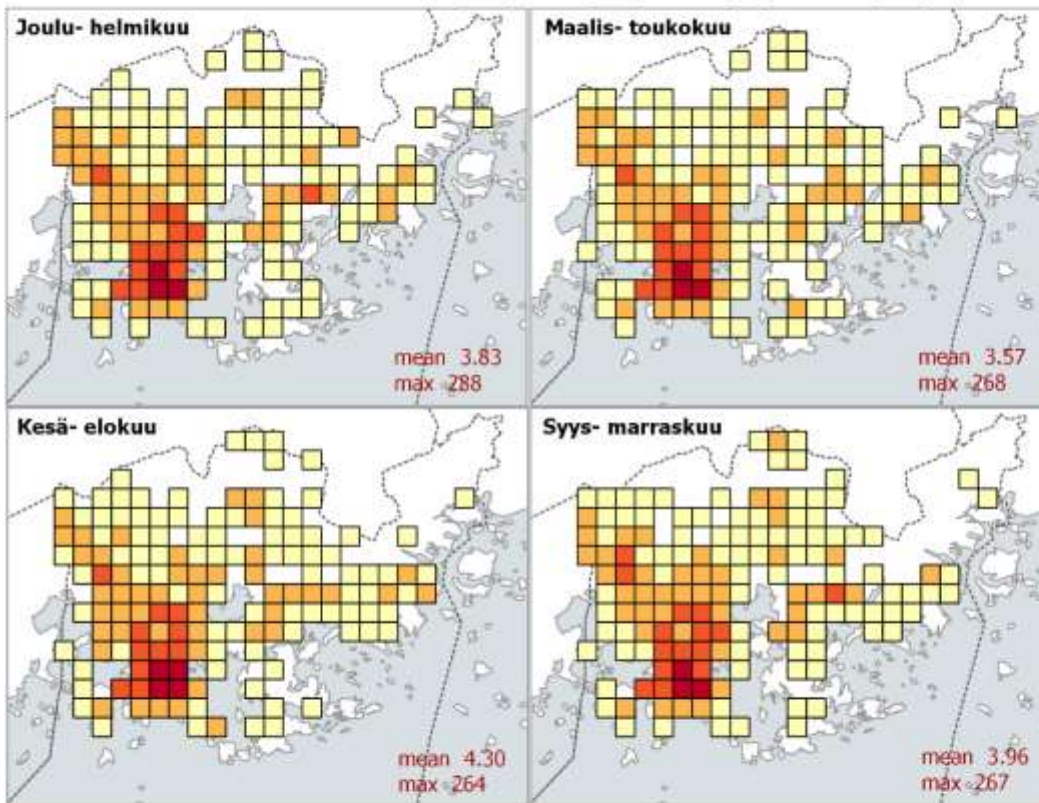 Joulu- helmikuu
mean 3.83
max 288
Maalis- toukokuu
mean 3.57
max 268
Kesä- elokuu
mean 4.30
max 264
Syys- marraskuu
mean 3.96
max 267